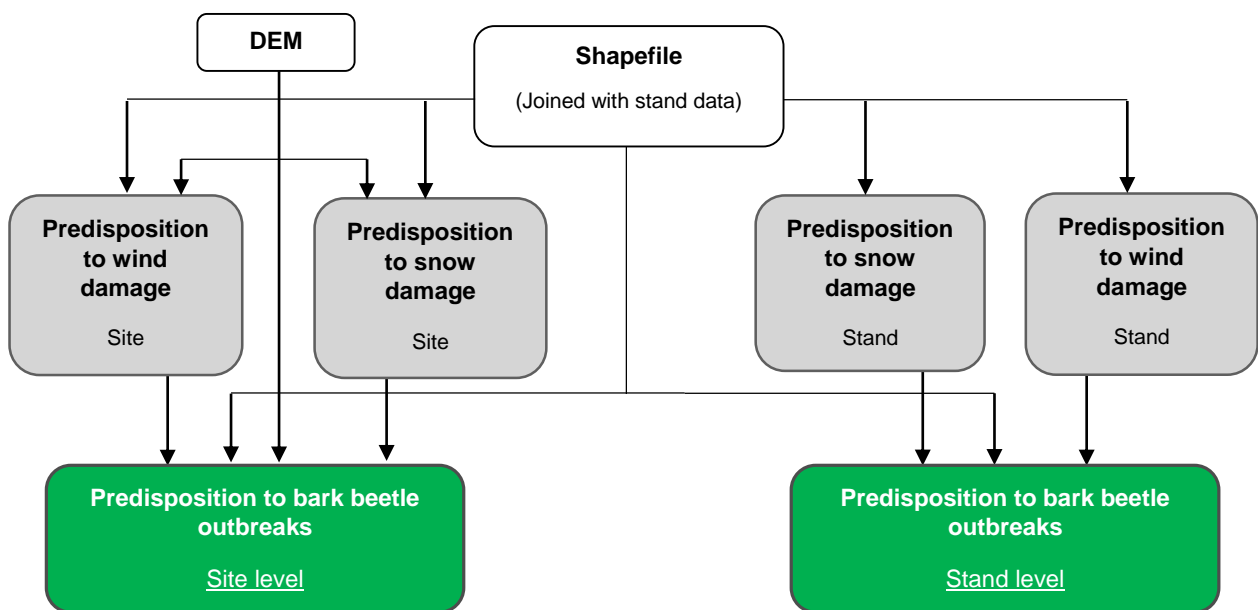 DEM
Shapefile
(Joined with stand data)
Predisposition
to wind
damage
Site
Predisposition
to snow
damage
Site
Predisposition
to snow
damage
Stand
Predisposition
to wind
damage
Stand
Predisposition to bark beetle
outbreaks
Site level
Predisposition to bark beetle
outbreaks
Stand level